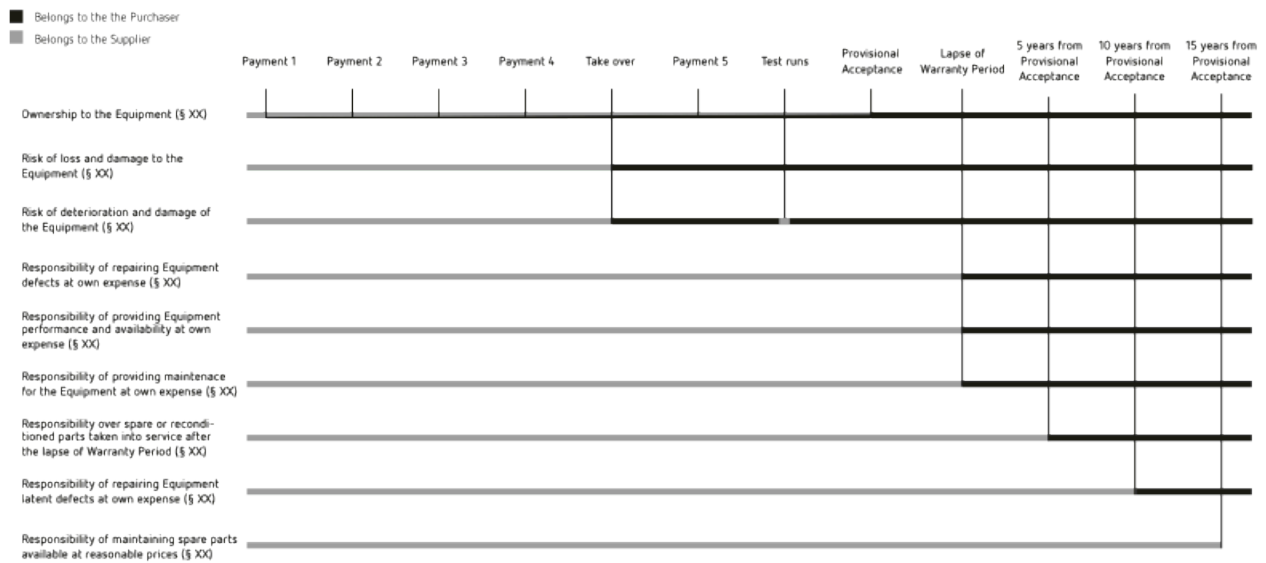 Belongs to the the Purchaser
Belongs to the Supplier
Payment 1
Payment 2
Payment 3
Payment 4
Take over
Payment 5
Test runs
Provisional
Acceptance
Lapse of
Warranty Period
5 years from
Provisional
Acceptance
10 years from
Provisional
Acceptance
15 years from
Provisional
Acceptance
Ownership to the Equipment (§ XX)
Risk of loss and damage to the
Equipment (§ XX)
Risk of deterioration and damage of
the Equipment (§ XX)
Responsibility of repairing Equipment
defects at own expense (§ XX)
Responsibility of providing Equipment
performance and availability at own
expense (§ XX)
Responsibility of providing maintenace
for the Equipment at own expense (§ XX)
Responsibility over spare or recondi-
tioned parts taken into service after
the lapse of Warranty Period (§ XX)
Responsibility of repairing Equipment
latent defects at own expense (§ XX)
Responsibility of maintaining spare parts
available at reasonable prices (§ XX)